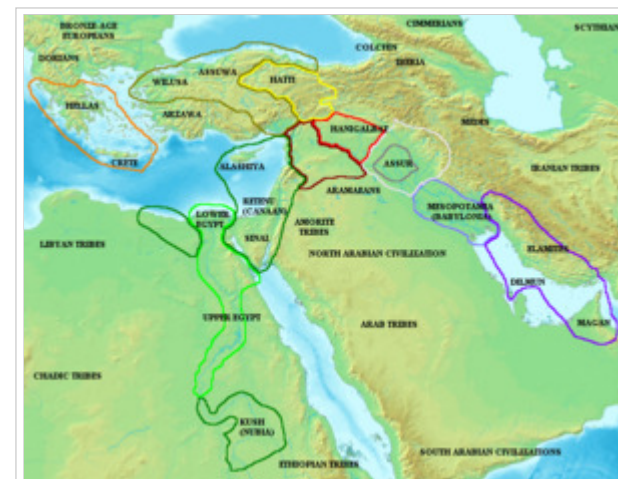 BRONZE-AGE
EUROPEANS
CIMMERIANS
SCYTHIAN
DORIANS
COLCHIS
IBERIA
ASSUWA
WILUSA
HATTI
HELLAS
ARZAWA
HANIGALBAT
MEDES
CRETE
ALASHIYA
ASSUR
IRANIAN TRIBES
ARAMAEANS
RETENU
(CANAAN)
MESOPOTAMIA
(BABYLONIA)
LOWER
EGYPT
AMORITE
TRIBES
SINAI
LIBYAN TRIBES
NORTH ARABIAN CIVILIZATION
ELAMITES
DILMUN
UPPER EGYPT
ARAB TRIBES
MAGAN
CHADIC TRIBES
KUSH
(NUBIA)
SOUTH ARABIAN CIVILIZATIONS
ETHIOPIAN TRIBES